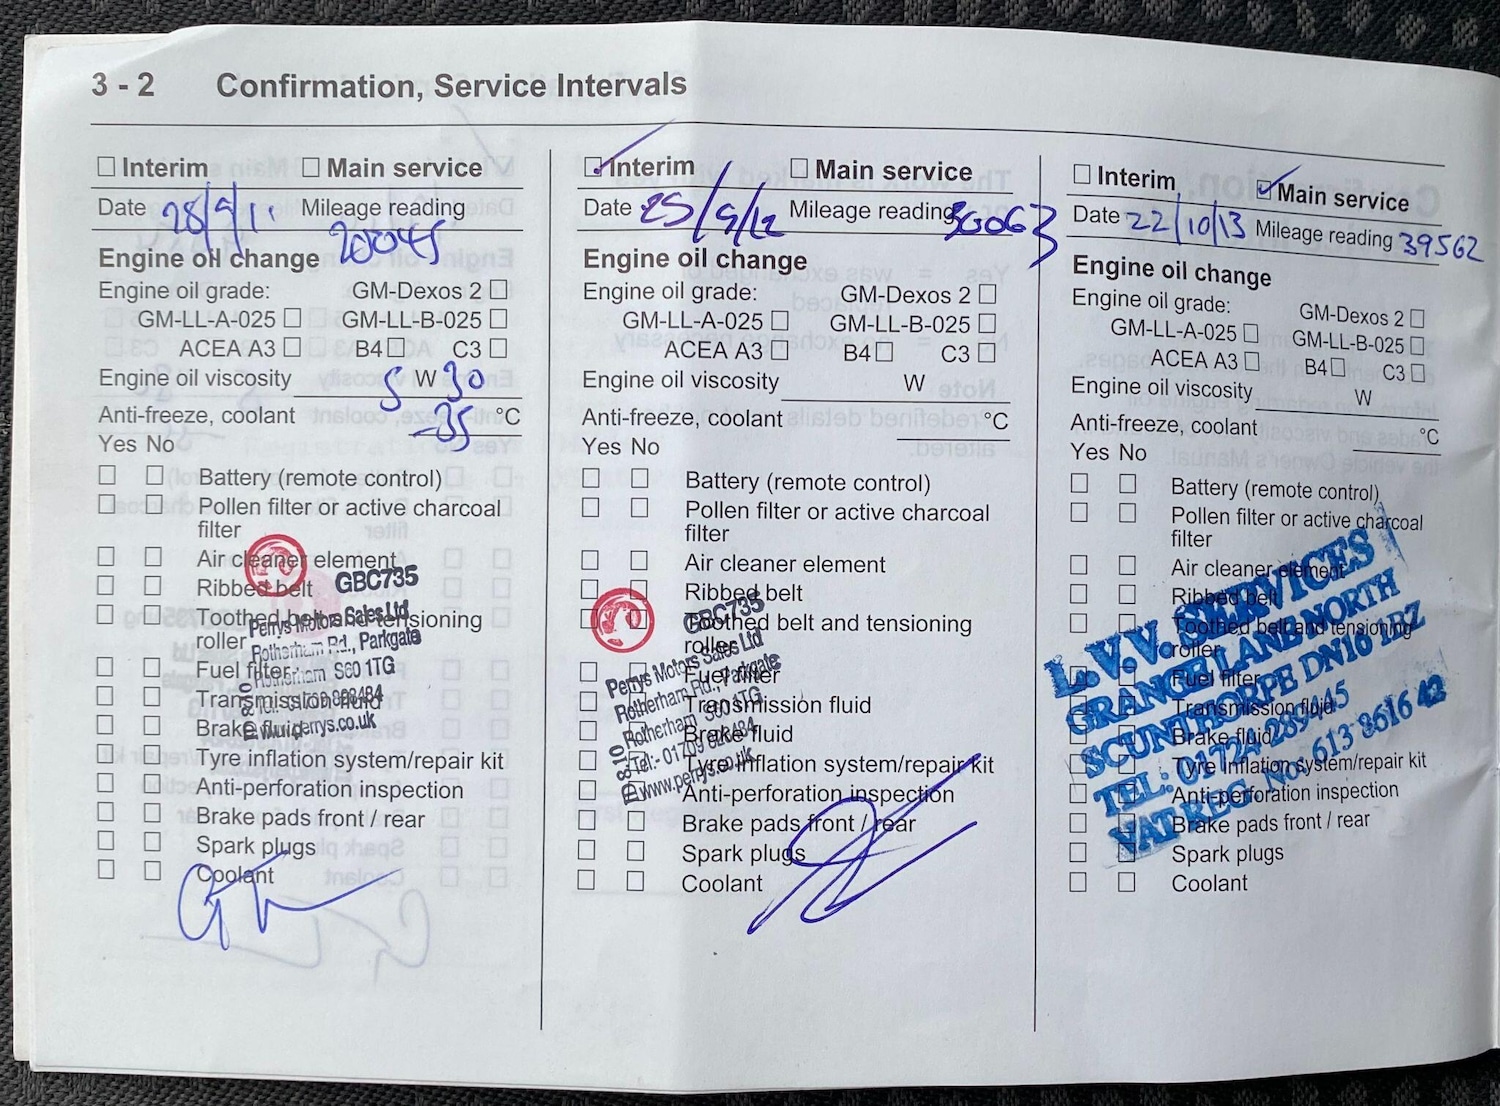 3 - 2 Confirmation, Service Intervals
Interim Main service
Date 28/9/11 Mileage reading
20045
Engine oil change
Engine oil grade: GM-Dexos 2
GM-LL-A-025 GM-LL-B-025
ACEA A3 B4 C3
Engine oil viscosity 5 W 30
Anti-freeze, coolant -35 °C
Yes No
Battery (remote control)
Pollen filter or active charcoal
filter
Air cleaner element
Ribbed belt
Toothed belt and tensioning
roller
Fuel filter
Transmission fluid
Brake fluid
Tyre inflation system/repair kit
Anti-perforation inspection
Brake pads front / rear
Spark plugs
Coolant
GBC735
Perrys Motors Sales Ltd
Rotherham Rd., Parkgate
Rotherham S60 1TG
www.perrys.co.uk
Interim Main service
Date 25/9/12 Mileage reading
30063
Engine oil change
Engine oil grade: GM-Dexos 2
GM-LL-A-025 GM-LL-B-025
ACEA A3 B4 C3
Engine oil viscosity W
Anti-freeze, coolant °C
Yes No
Battery (remote control)
Pollen filter or active charcoal
filter
Air cleaner element
Ribbed belt
Toothed belt and tensioning
roller
Fuel filter
Transmission fluid
Brake fluid
Tyre inflation system/repair kit
Anti-perforation inspection
Brake pads front / rear
Spark plugs
Coolant
GBC735
Perrys Motors Sales Ltd
Rotherham Rd., Parkgate
Rotherham S60 1TG
www.perrys.co.uk
Interim Main service
Date 22/10/13 Mileage reading 39562
Engine oil change
Engine oil grade: GM-Dexos 2
GM-LL-A-025 GM-LL-B-025
ACEA A3 B4 C3
Engine oil viscosity W
Anti-freeze, coolant °C
Yes No
Battery (remote control)
Pollen filter or active charcoal
filter
Air cleaner element
Ribbed belt
Toothed belt and tensioning
roller
Fuel filter
Transmission fluid
Brake fluid
Tyre inflation system/repair kit
Anti-perforation inspection
Brake pads front / rear
Spark plugs
Coolant
L.V.V. SERVICES
GRANGE LANE NORTH
SCUNTHORPE DN16 1BZ
TEL: 01724 289445
VAT REG. No. 613 3616 42